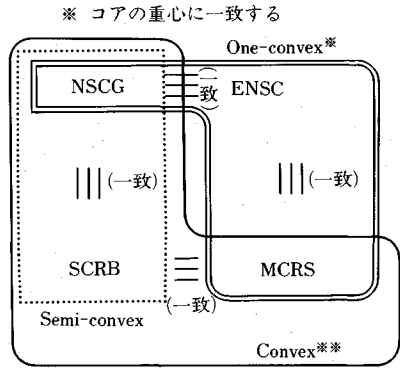 ※ コアの重心に一致する
One-convex※
NSCG
(一致)
ENSC
(一致)
(一致)
SCRB
MCRS
(一致)
Semi-convex
Convex※※